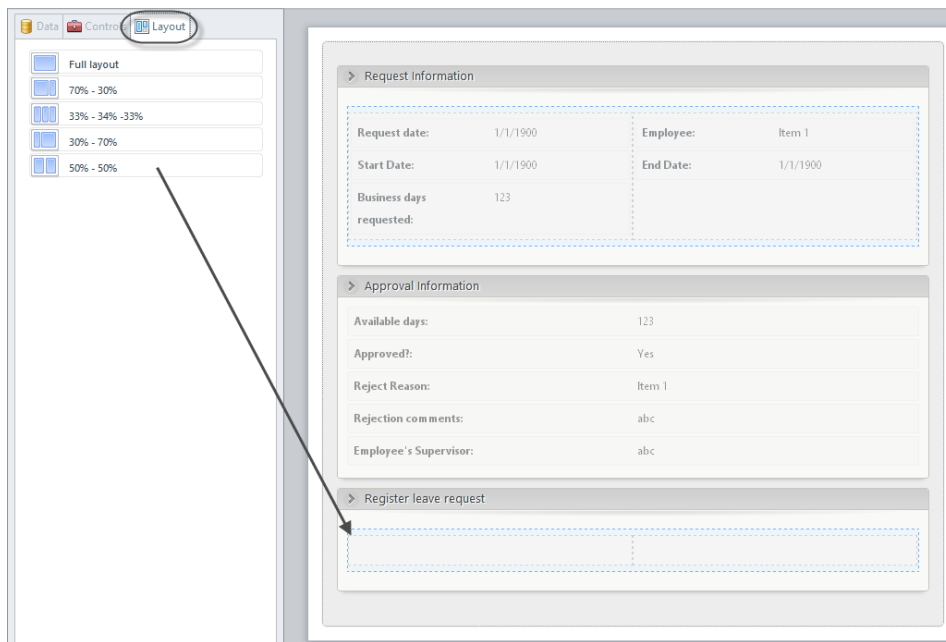 Data Control Layout
Full layout
70% - 30%
33% - 34% -33%
30% - 70%
50% - 50%
Request Information
Request date: 1/1/1900 Employee: Item 1
Start Date: 1/1/1900 End Date: 1/1/1900
Business days 123
requested:
Approval Information
Available days: 123
Approved?: Yes
Reject Reason: Item 1
Rejection comments: abc
Employee's Supervisor: abc
Register leave request